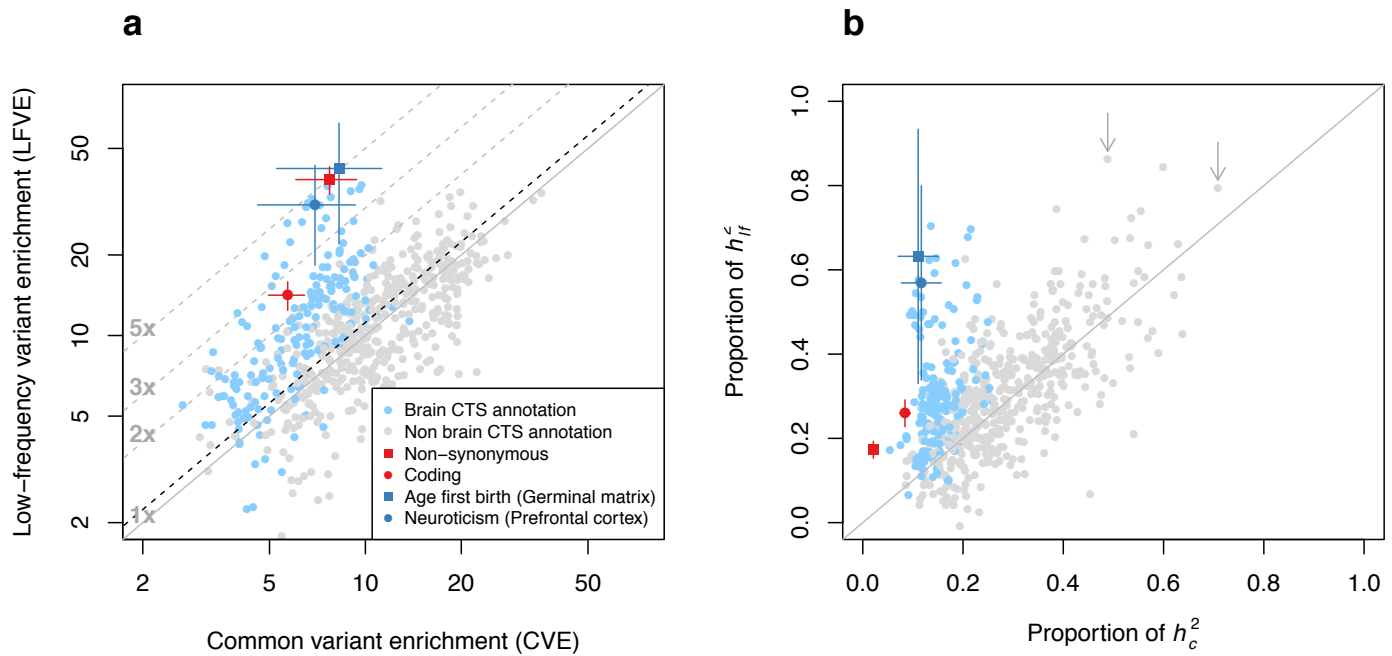 a
Low−frequency variant enrichment (LFVE)
50
20
10
5
2
5x
3x
2x
1x
Brain CTS annotation
Non brain CTS annotation
Non−synonymous
Coding
Age first birth (Germinal matrix)
Neuroticism (Prefrontal cortex)
2
5
10
20
50
Common variant enrichment (CVE)
b
Proportion of h²lf
1.0
0.8
0.6
0.4
0.2
0.0
0.0
0.2
0.4
0.6
0.8
1.0
Proportion of h²c